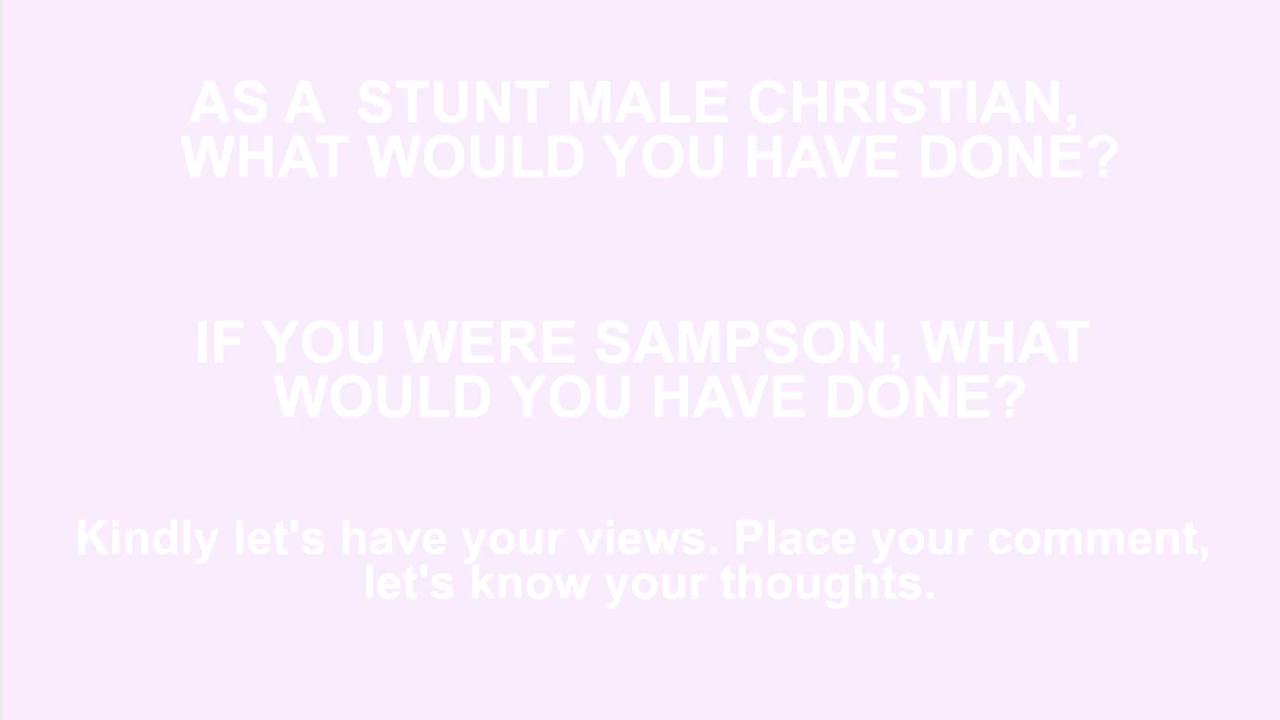 AS A  STUNT MALE CHRISTIAN,
WHAT WOULD YOU HAVE DONE?
IF YOU WERE SAMPSON, WHAT
WOULD YOU HAVE DONE?
Kindly let's have your views. Place your comment,
let's know your thoughts.